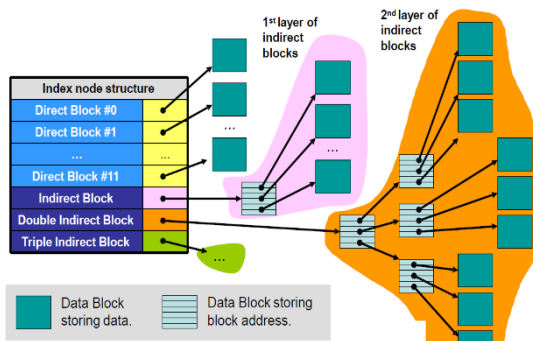 1st layer of
indirect
blocks
2nd layer of
indirect
blocks
Index node structure
Direct Block #0
Direct Block #1
...
...
...
Direct Block #11
...
Indirect Block
Double Indirect Block
Triple Indirect Block
...
Data Block
storing data.
Data Block storing
block address.